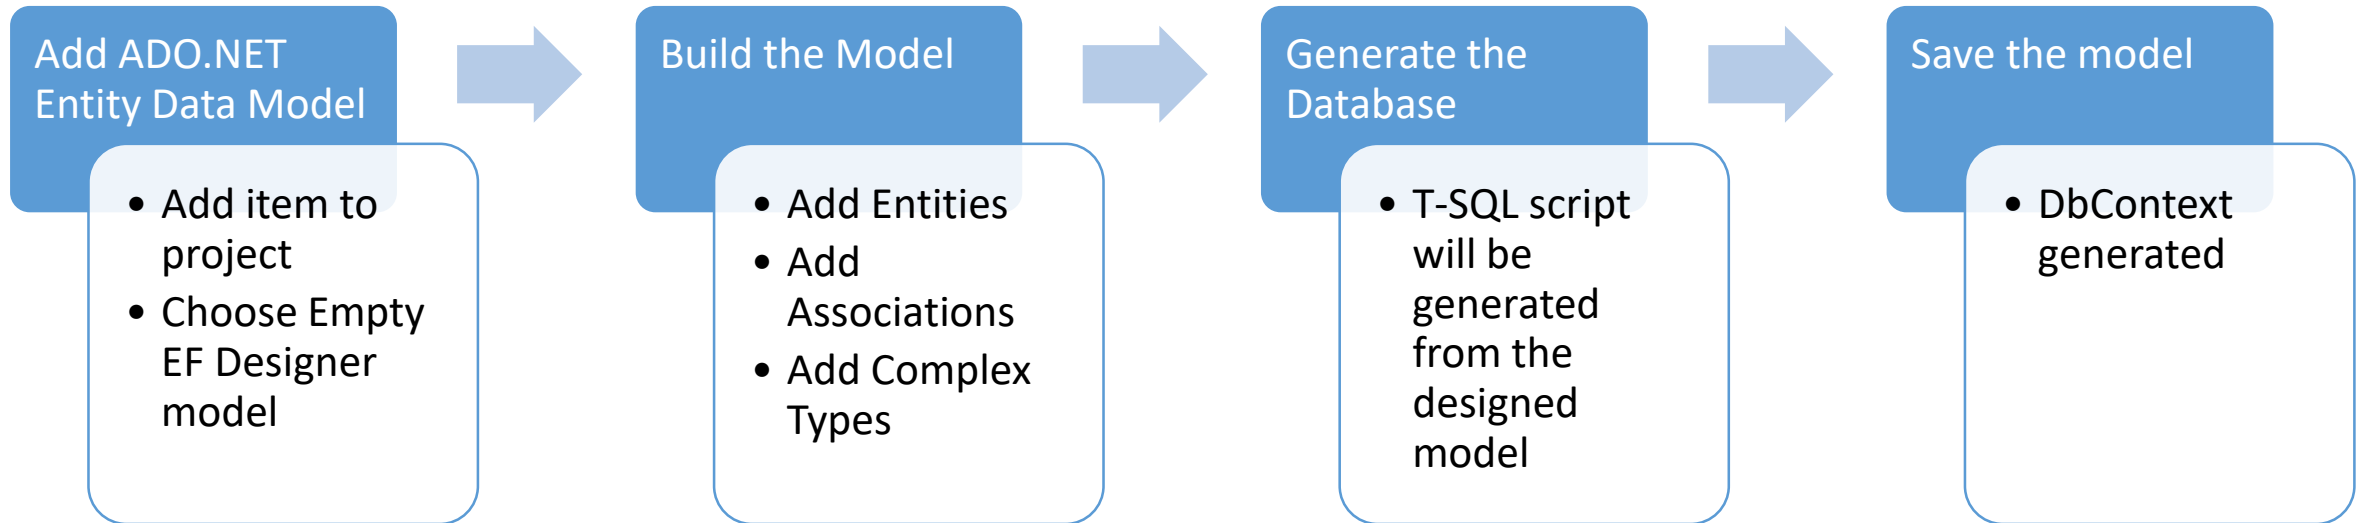 Add ADO.NET
Entity Data Model
• Add item to
project
• Choose Empty
EF Designer
model
Build the Model
• Add Entities
• Add
Associations
• Add Complex
Types
Generate the
Database
• T-SQL script
will be
generated
from the
designed
model
Save the model
• DbContext
generated